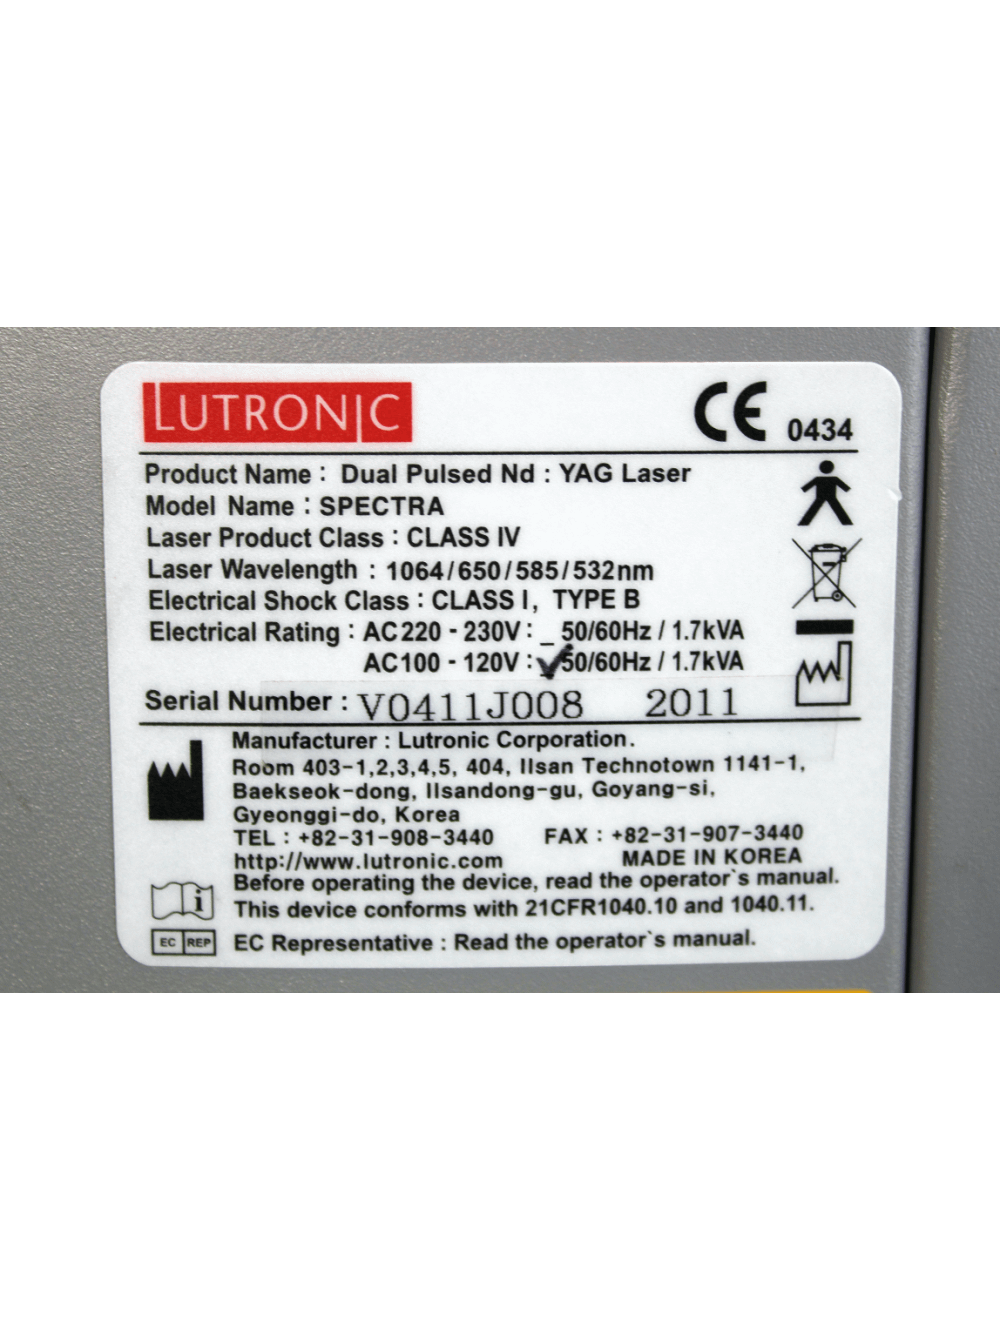 LUTRONIC
CE 0434
Product Name : Dual Pulsed Nd : YAG Laser
Model Name : SPECTRA
Laser Product Class : CLASS IV
Laser Wavelength : 1064/650/585/532nm
Electrical Shock Class : CLASS I, TYPE B
Electrical Rating : AC220 - 230V : _ 50/60Hz / 1.7kVA
AC100 - 120V : ✓50/60Hz / 1.7kVA
Serial Number : V0411J008 2011
Manufacturer : Lutronic Corporation.
Room 403-1,2,3,4,5, 404, Ilsan Technotown 1141-1,
Baekseok-dong, Ilsandong-gu, Goyang-si,
Gyeonggi-do, Korea
TEL : +82-31-908-3440 FAX : +82-31-907-3440
http://www.lutronic.com MADE IN KOREA
Before operating the device, read the operator`s manual.
i This device conforms with 21CFR1040.10 and 1040.11.
EC REP EC Representative : Read the operator`s manual.